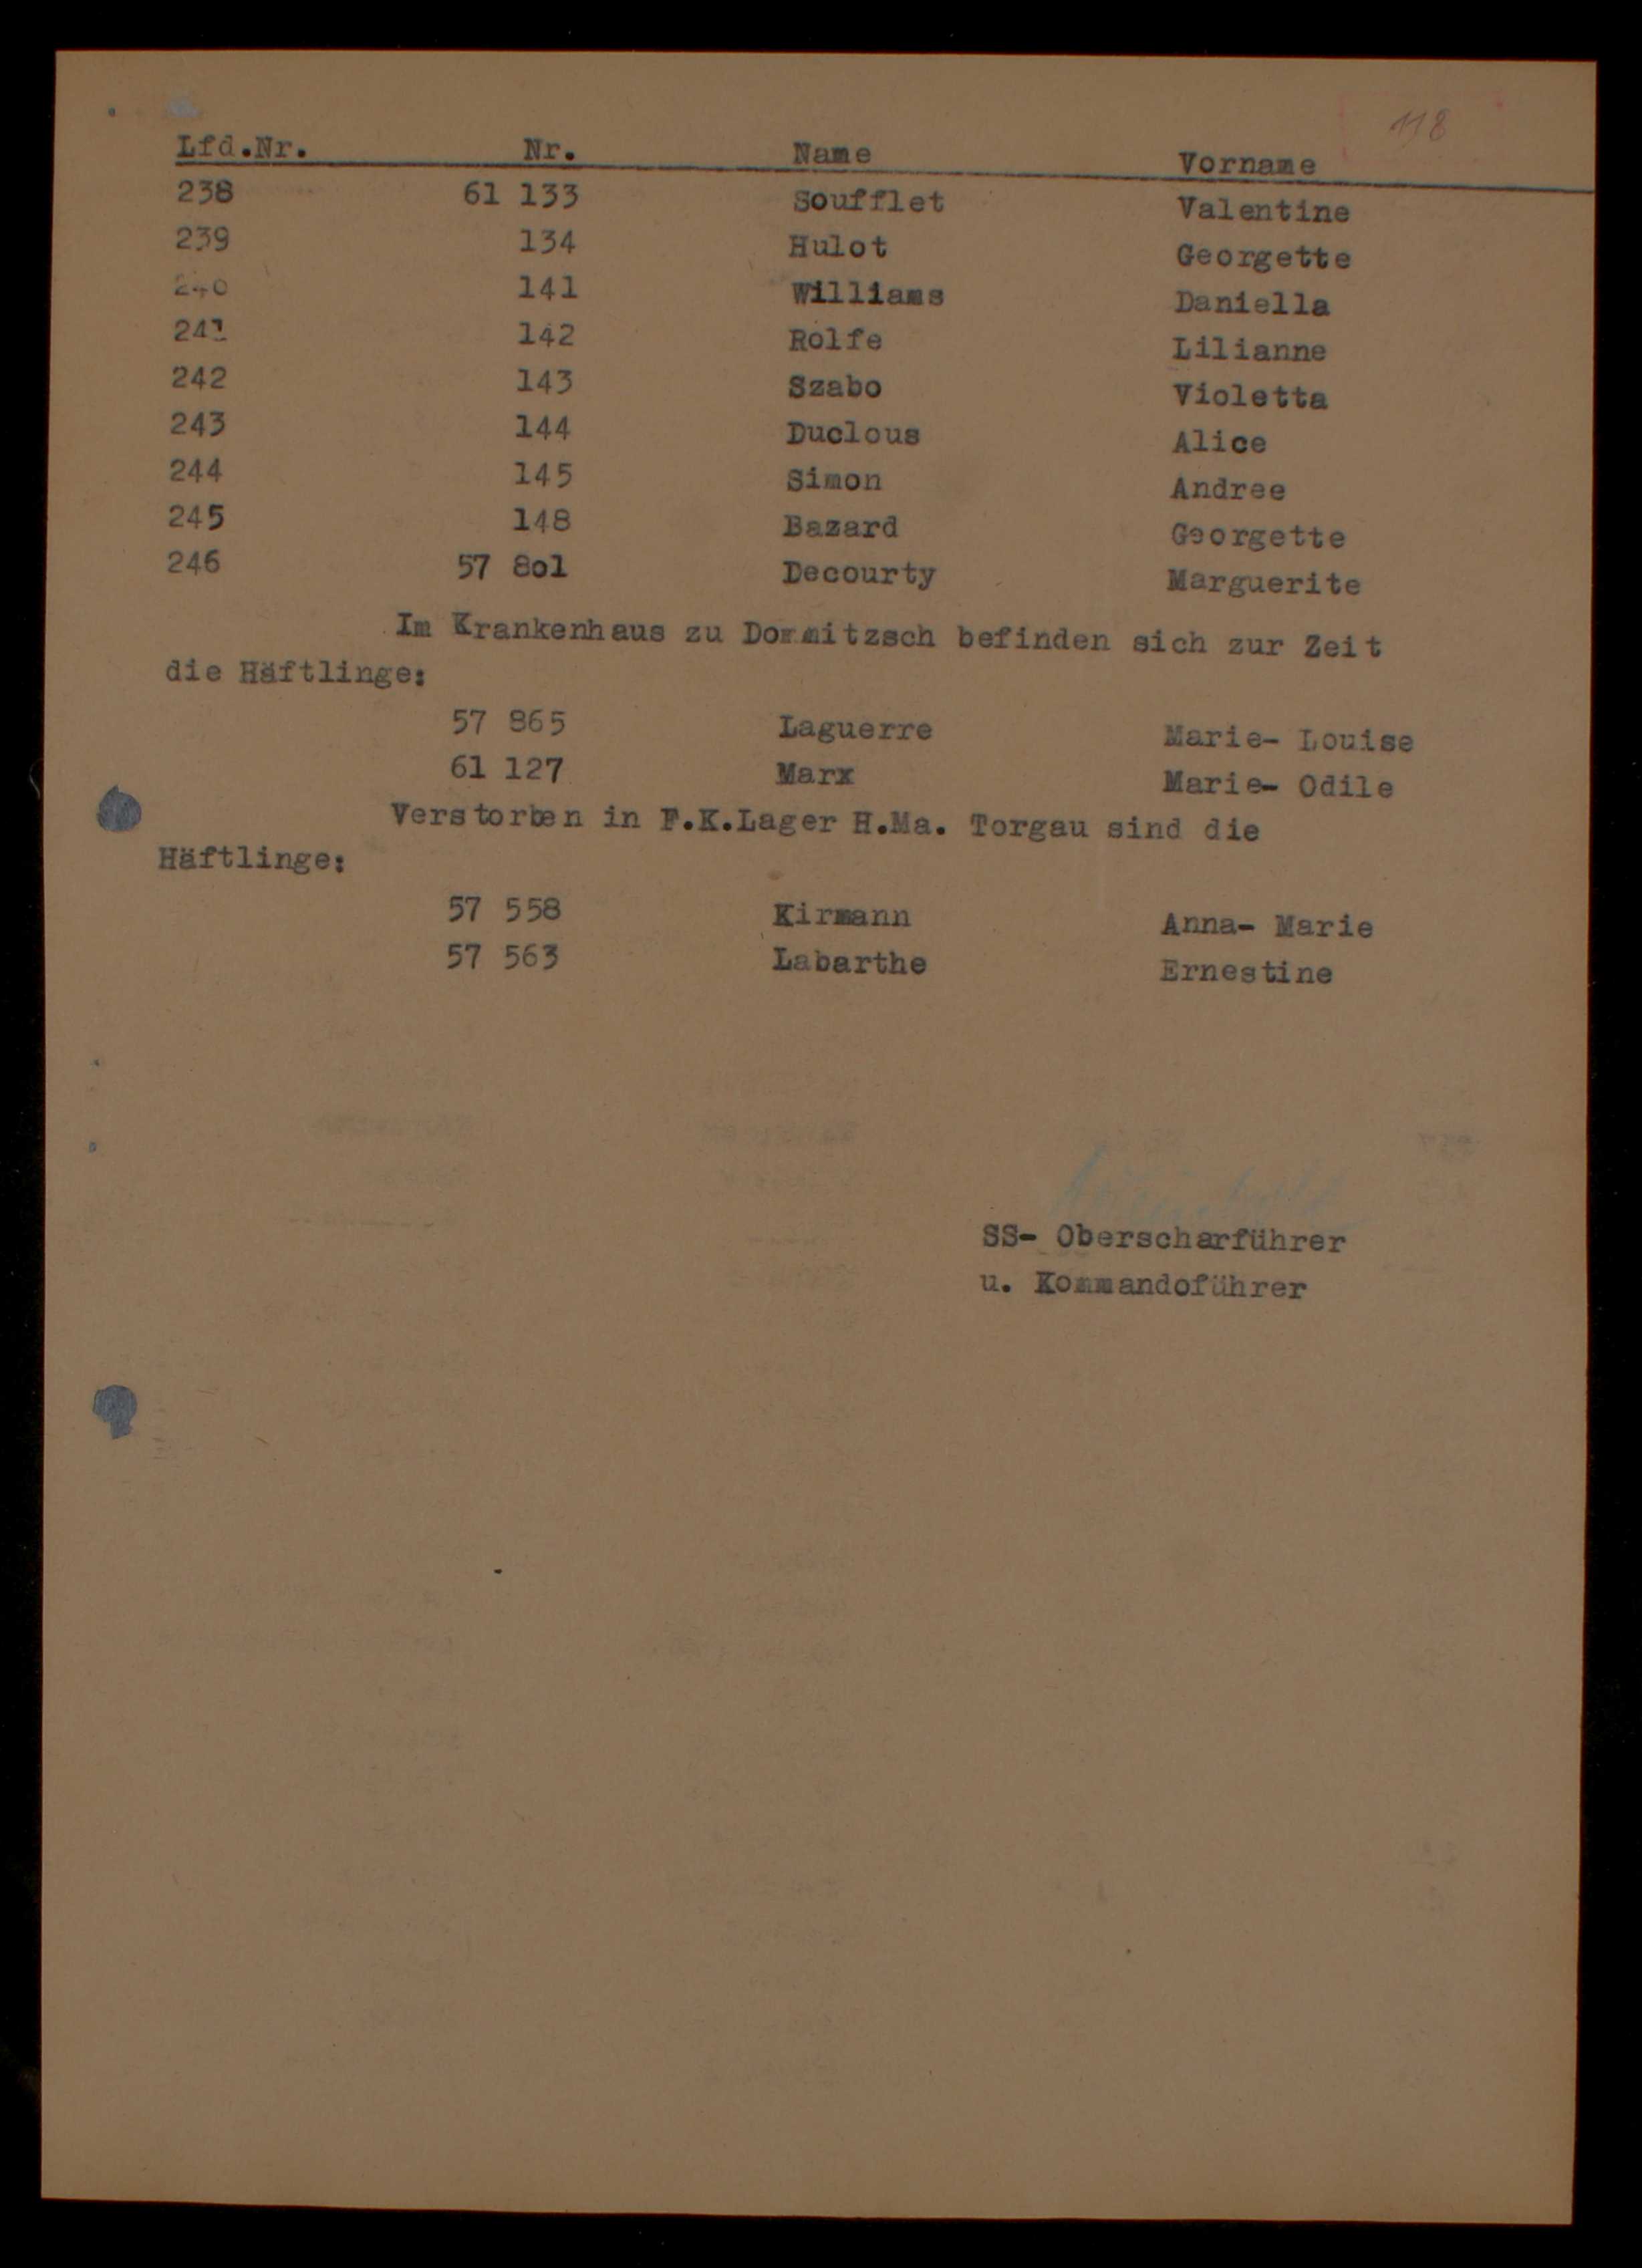 118
Lfd.Nr. Nr. Name Vorname
238 61 133 Soufflet Valentine
239 134 Hulot Georgette
240 141 Williams Daniella
241 142 Rolfe Lilianne
242 143 Szabo Violetta
243 144 Duclous Alice
244 145 Simon Andree
245 148 Bazard Georgette
246 57 8o1 Decourty Marguerite
Im Krankenhaus zu Dommitzsch befinden sich zur Zeit
die Häftlinge:
57 865 Laguerre Marie- Louise
61 127 Marx Marie- Odile
Verstorben in F.K.Lager H.Ma. Torgau sind die
Häftlinge:
57 558 Kirmann Anna- Marie
57 563 Labarthe Ernestine
SS- Oberscharführer
u. Kommandoführer